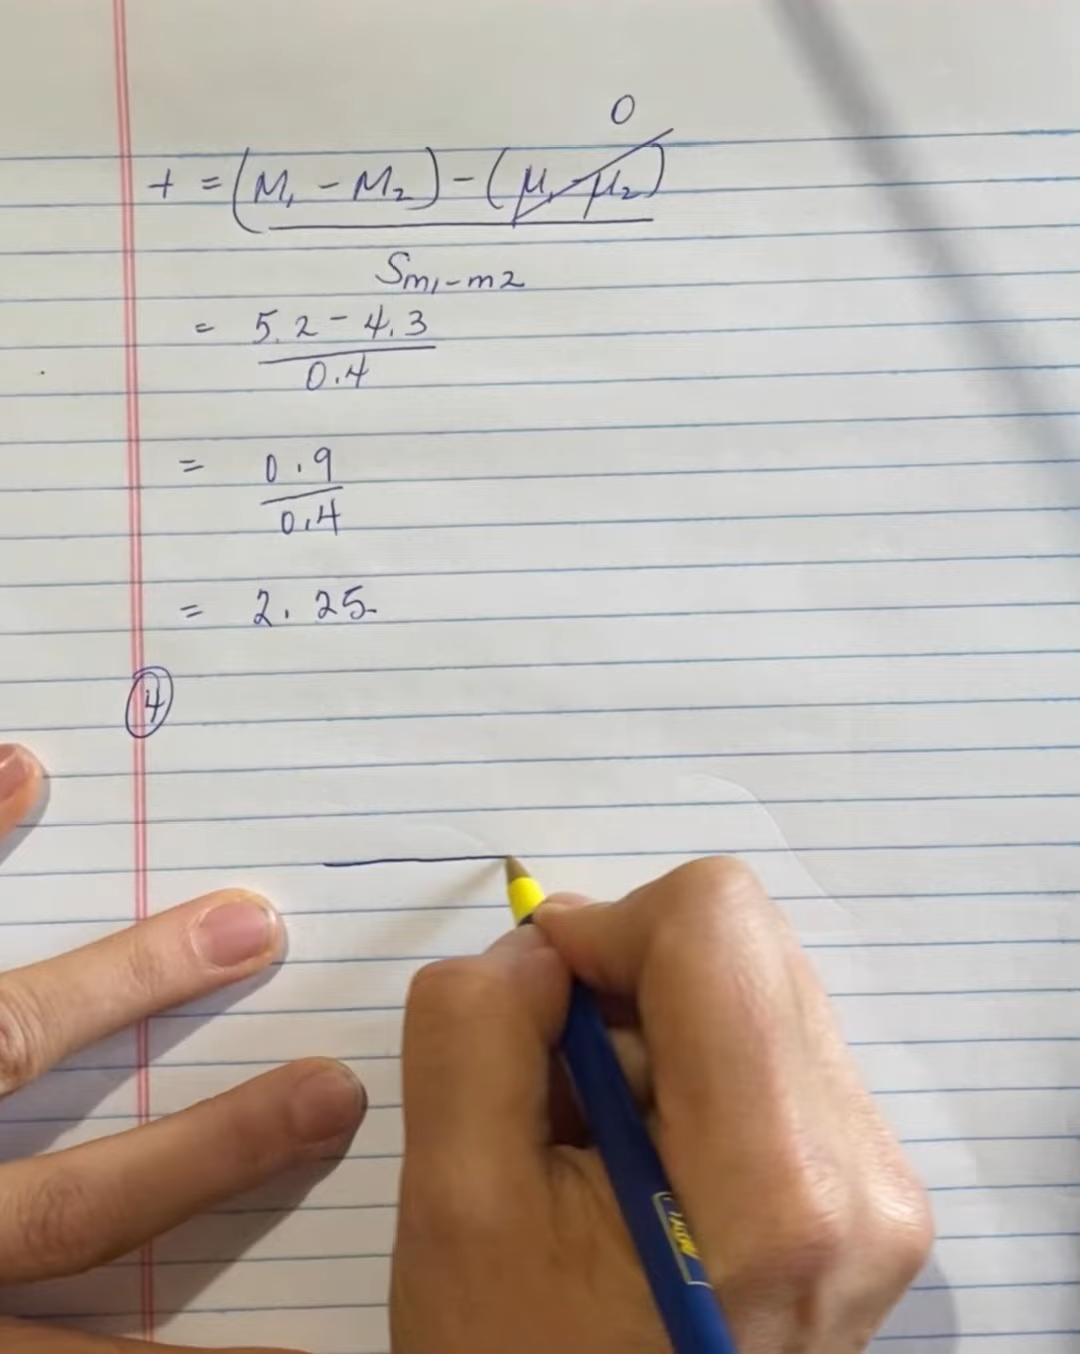 0
t = (M₁ - M₂) - (μ₁ - μ₂)
Sm₁-m2
= 5.2 - 4.3
0.4
= 0.9
0.4
= 2.25
4